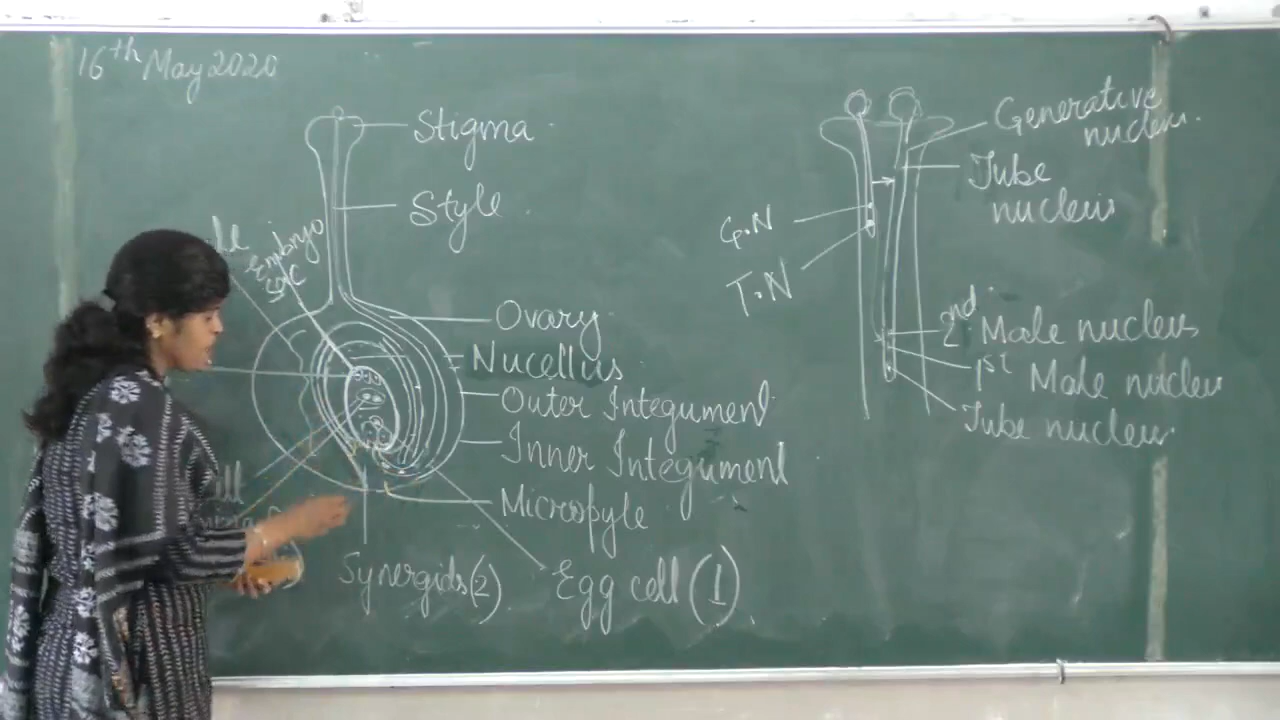 16th May 2020
Stigma
Style
Embryo
sac
Ovary
Nucellus
Outer Integument
Inner Integument
Micropyle
Synergids (2)
Egg cell (1)
Generative
nucleus
Tube
nucleus
G.N
T.N
2nd Male nucleus
1st Male nucleus
Tube nucleus